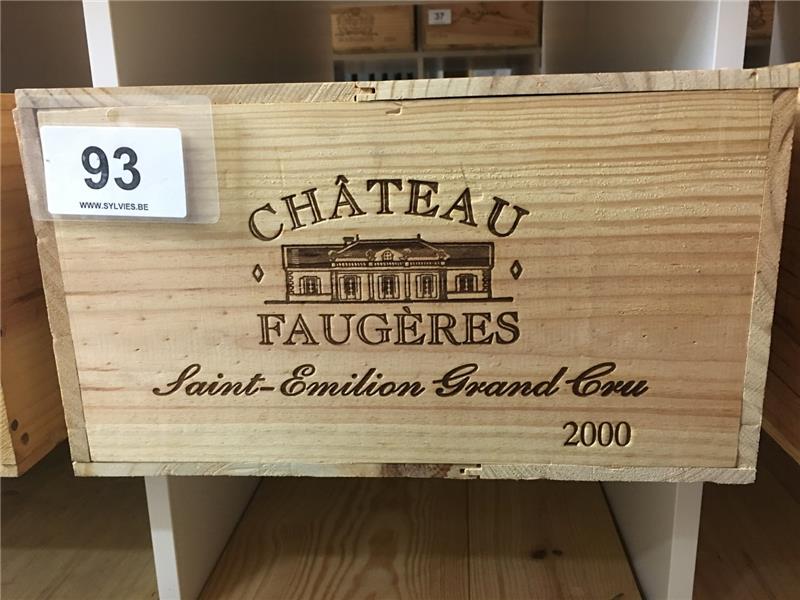 37
93
WWW.SYLVIES.BE
CHÂTEAU
FAUGÈRES
Saint-Emilion Grand Cru
2000